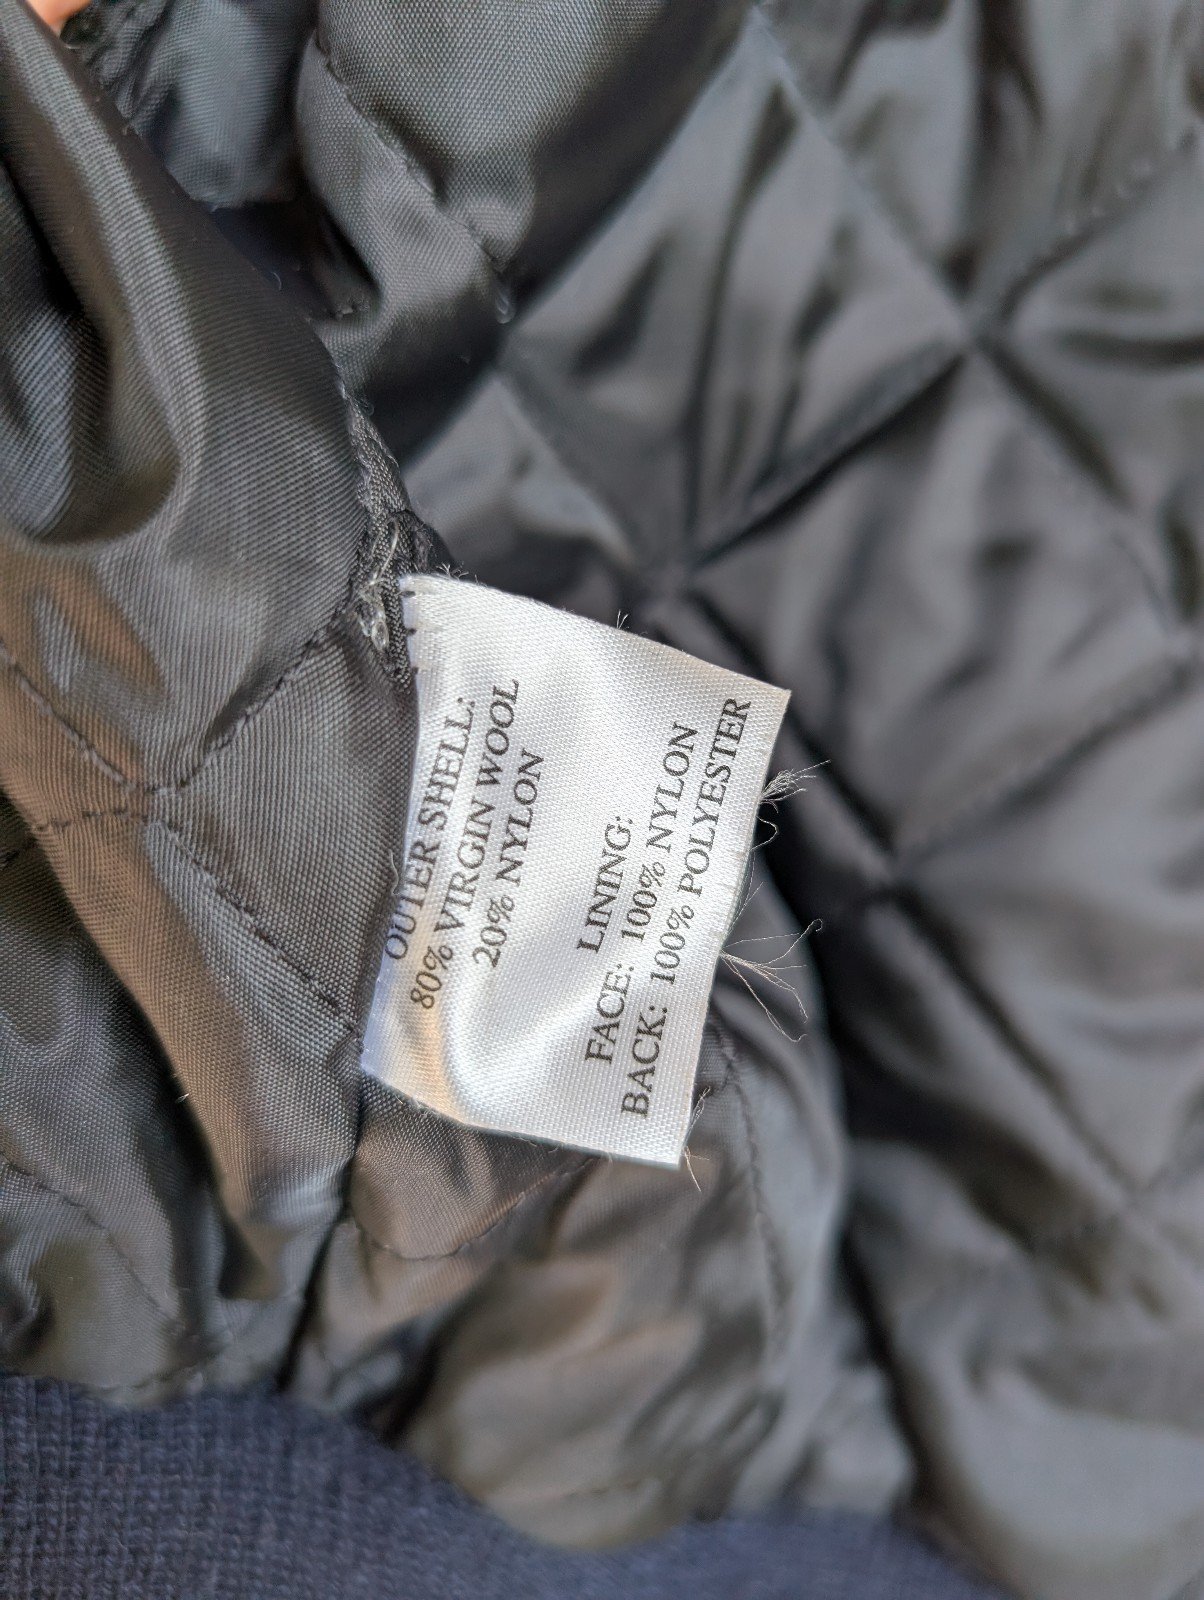 OUTER SHELL:
80% VIRGIN WOOL
20% NYLON
LINING:
FACE: 100% NYLON
BACK: 100% POLYESTER